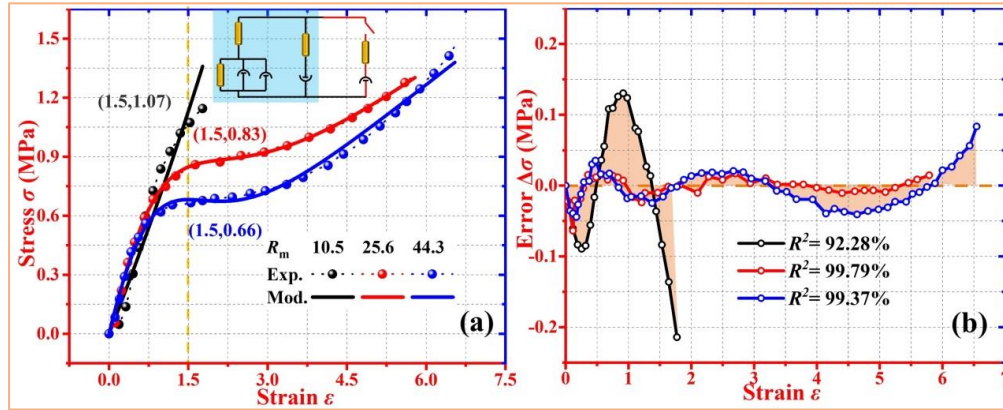 1.5
1.2
0.9
0.6
0.3
0.0
Stress σ (MPa)
(1.5,1.07)
(1.5,0.83)
(1.5,0.66)
Rm 10.5 25.6 44.3
Exp.
Mod.
(a)
0.0 1.5 3.0 4.5 6.0 7.5
Strain ε
0.2
0.1
0.0
-0.1
-0.2
Error Δσ (MPa)
R²= 92.28%
R²= 99.79%
R²= 99.37%
(b)
0 1 2 3 4 5 6 7
Strain ε